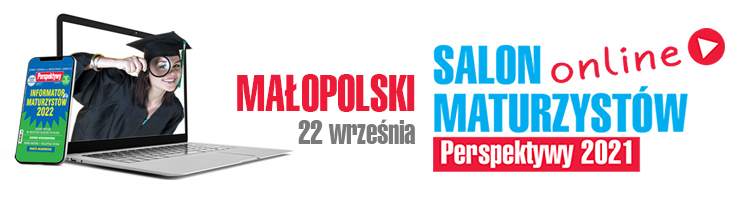 Perspektywy
INFORMATOR
MATURZYSTÓW
2022
MAŁOPOLSKI
22 września
SALON online
MATURZYSTÓW
Perspektywy 2021